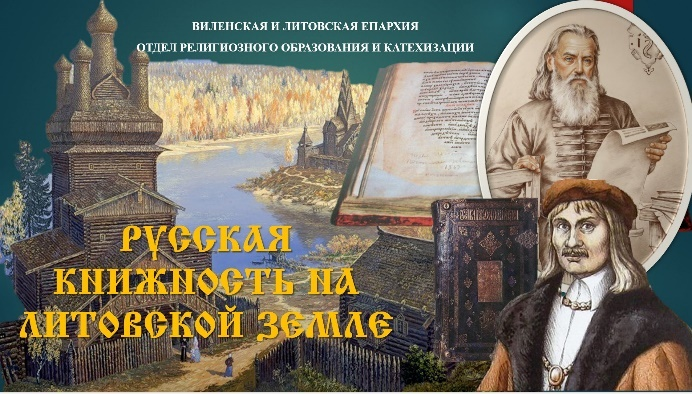 ВИЛЕНСКАЯ И ЛИТОВСКАЯ ЕПАРХИЯ
ОТДЕЛ РЕЛИГИОЗНОГО ОБРАЗОВАНИЯ И КАТЕХИЗАЦИИ
РУССКАЯ
КНИЖНОСТЬ НА
ЛИТОВСКОЙ ЗЕМЛЕ